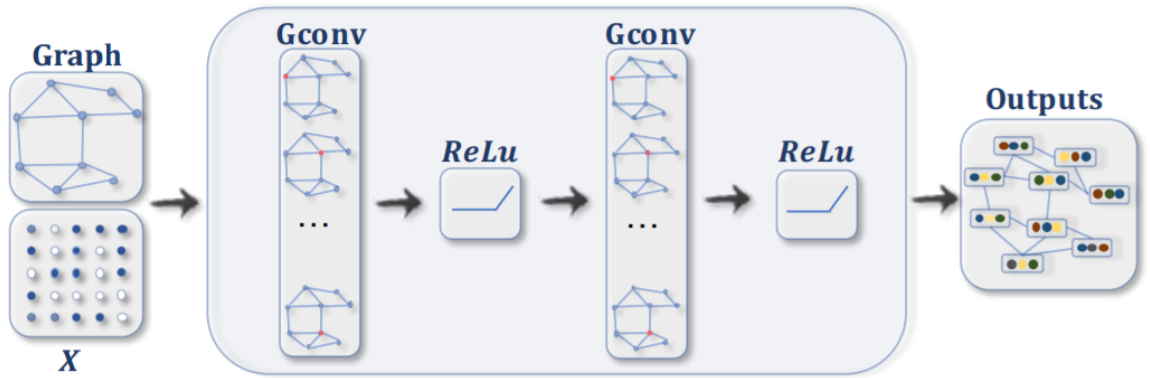 Graph
X
Gconv
...
ReLu
Gconv
...
ReLu
Outputs